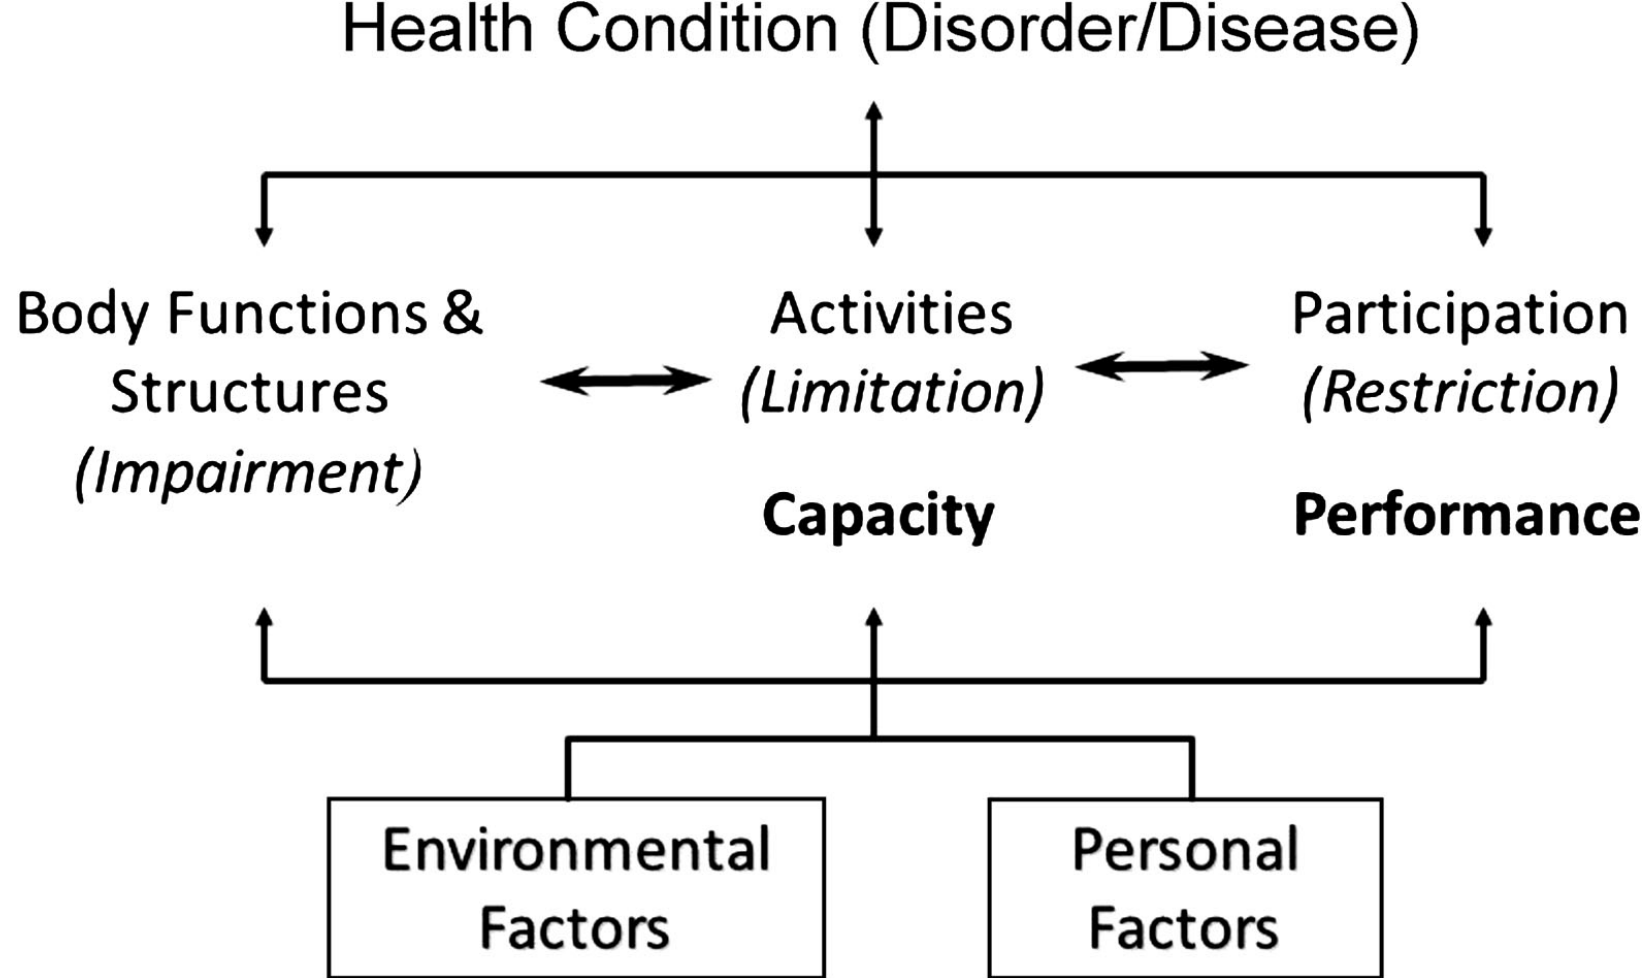 Health Condition (Disorder/Disease)
Body Functions &
Structures
(Impairment)
Activities
(Limitation)
Capacity
Participation
(Restriction)
Performance
Environmental
Factors
Personal
Factors